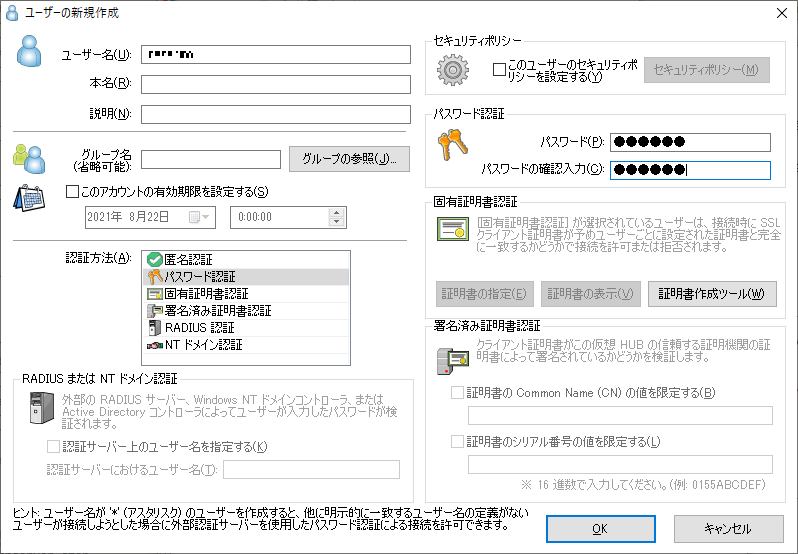 ユーザーの新規作成
ユーザー名(U):
本名(R):
説明(N):
グループ名
(省略可能):
グループの参照(J)...
このアカウントの有効期限を設定する(S)
2021年 8月22日
0:00:00
認証方法(A):
匿名認証
パスワード認証
固有証明書認証
署名済み証明書認証
RADIUS 認証
NT ドメイン認証
RADIUS または NT ドメイン認証
外部の RADIUS サーバー、Windows NT ドメインコントローラ、または
Active Directory コントローラによってユーザーが入力したパスワードが検
証されます。
認証サーバー上のユーザー名を指定する(K)
認証サーバーにおけるユーザー名(T):
ヒント: ユーザー名が '*' (アスタリスク) のユーザーを作成すると、他に明示的に一致するユーザー名の定義がない
ユーザーが接続しようとした場合に外部認証サーバーを使用したパスワード認証による接続を許可できます。
セキュリティポリシー
このユーザーのセキュリティポ
リシーを設定する(Y)
セキュリティポリシー(M)
パスワード認証
パスワード(P): ●●●●●●
パスワードの確認入力(C): ●●●●●●
固有証明書認証
[固有証明書認証] が選択されているユーザーは、接続時に SSL
クライアント証明書が予めユーザーごとに設定された証明書と完全
に一致するかどうかで接続を許可または拒否されます。
証明書の指定(E)
証明書の表示(V)
証明書作成ツール(W)
署名済み証明書認証
クライアント証明書がこの仮想 HUB の信頼する証明機関の証
明書によって署名されているかどうかを検証します。
証明書の Common Name (CN) の値を限定する(B)
証明書のシリアル番号の値を限定する(L)
※ 16 進数で入力してください。(例: 0155ABCDEF)
OK
キャンセル